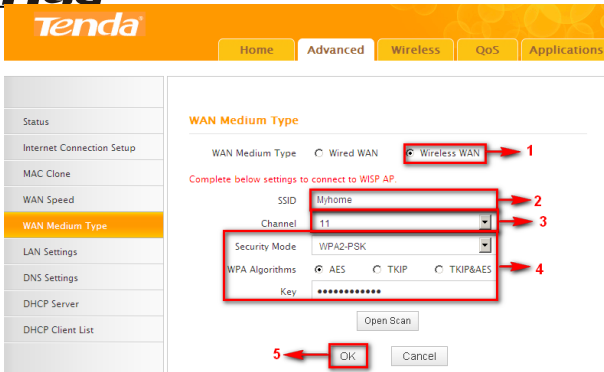 Tenda
Home Advanced Wireless QoS Applications
Status
Internet Connection Setup
MAC Clone
WAN Speed
WAN Medium Type
LAN Settings
DNS Settings
DHCP Server
DHCP Client List
WAN Medium Type
WAN Medium Type Wired WAN Wireless WAN 1
Complete below settings to connect to WISP AP.
SSID Myhome 2
Channel 11 3
Security Mode WPA2-PSK
WPA Algorithms AES TKIP TKIP&AES 4
Key ••••••••••••
Open Scan
5 OK Cancel